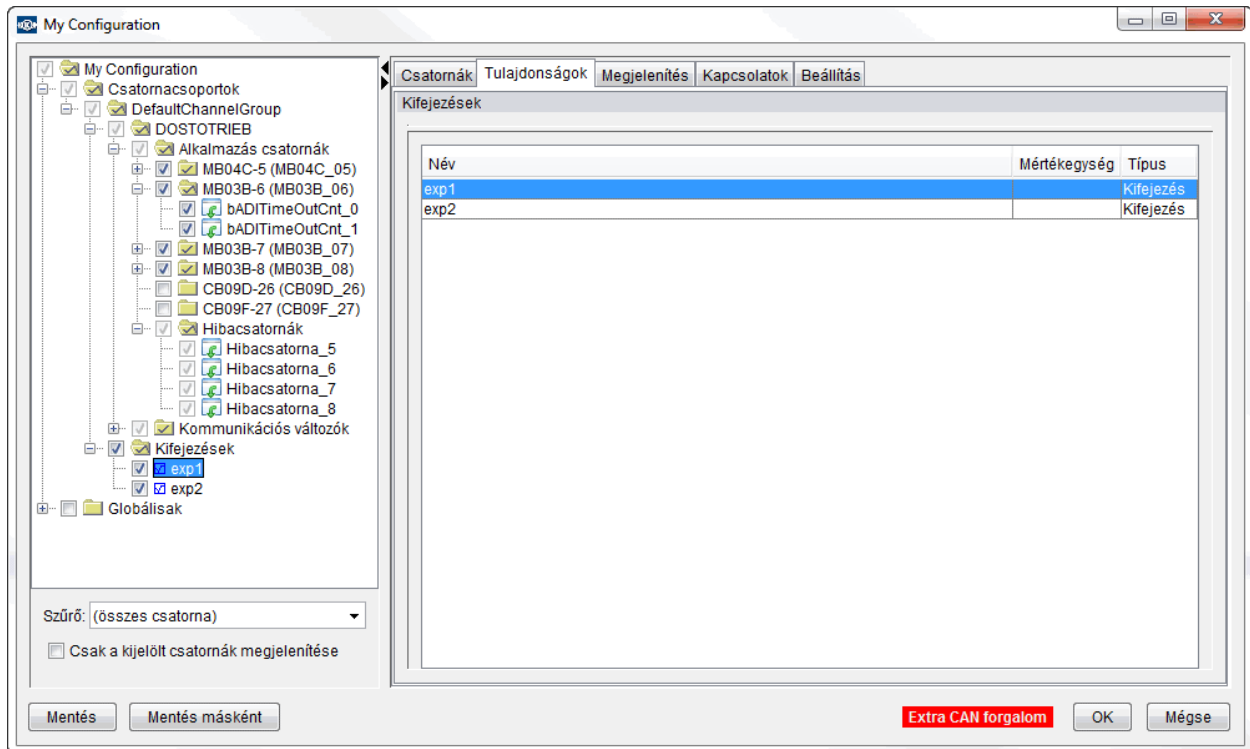 My Configuration
My Configuration
Csatornacsoportok
DefaultChannelGroup
DOSTOTRIEB
Alkalmazás csatornák
MB04C-5 (MB04C_05)
MB03B-6 (MB03B_06)
bADITimeOutCnt_0
bADITimeOutCnt_1
MB03B-7 (MB03B_07)
MB03B-8 (MB03B_08)
CB09D-26 (CB09D_26)
CB09F-27 (CB09F_27)
Hibacsatornák
Hibacsatorna_5
Hibacsatorna_6
Hibacsatorna_7
Hibacsatorna_8
Kommunikációs változók
Kifejezések
exp1
exp2
Globálisak
Szűrő: (összes csatorna)
Csak a kijelölt csatornák megjelenítése
Csatornák Tulajdonságok Megjelenítés Kapcsolatok Beállítás
Kifejezések
Név Mértékegység Típus
exp1 Kifejezés
exp2 Kifejezés
Mentés Mentés másként Extra CAN forgalom OK Mégse